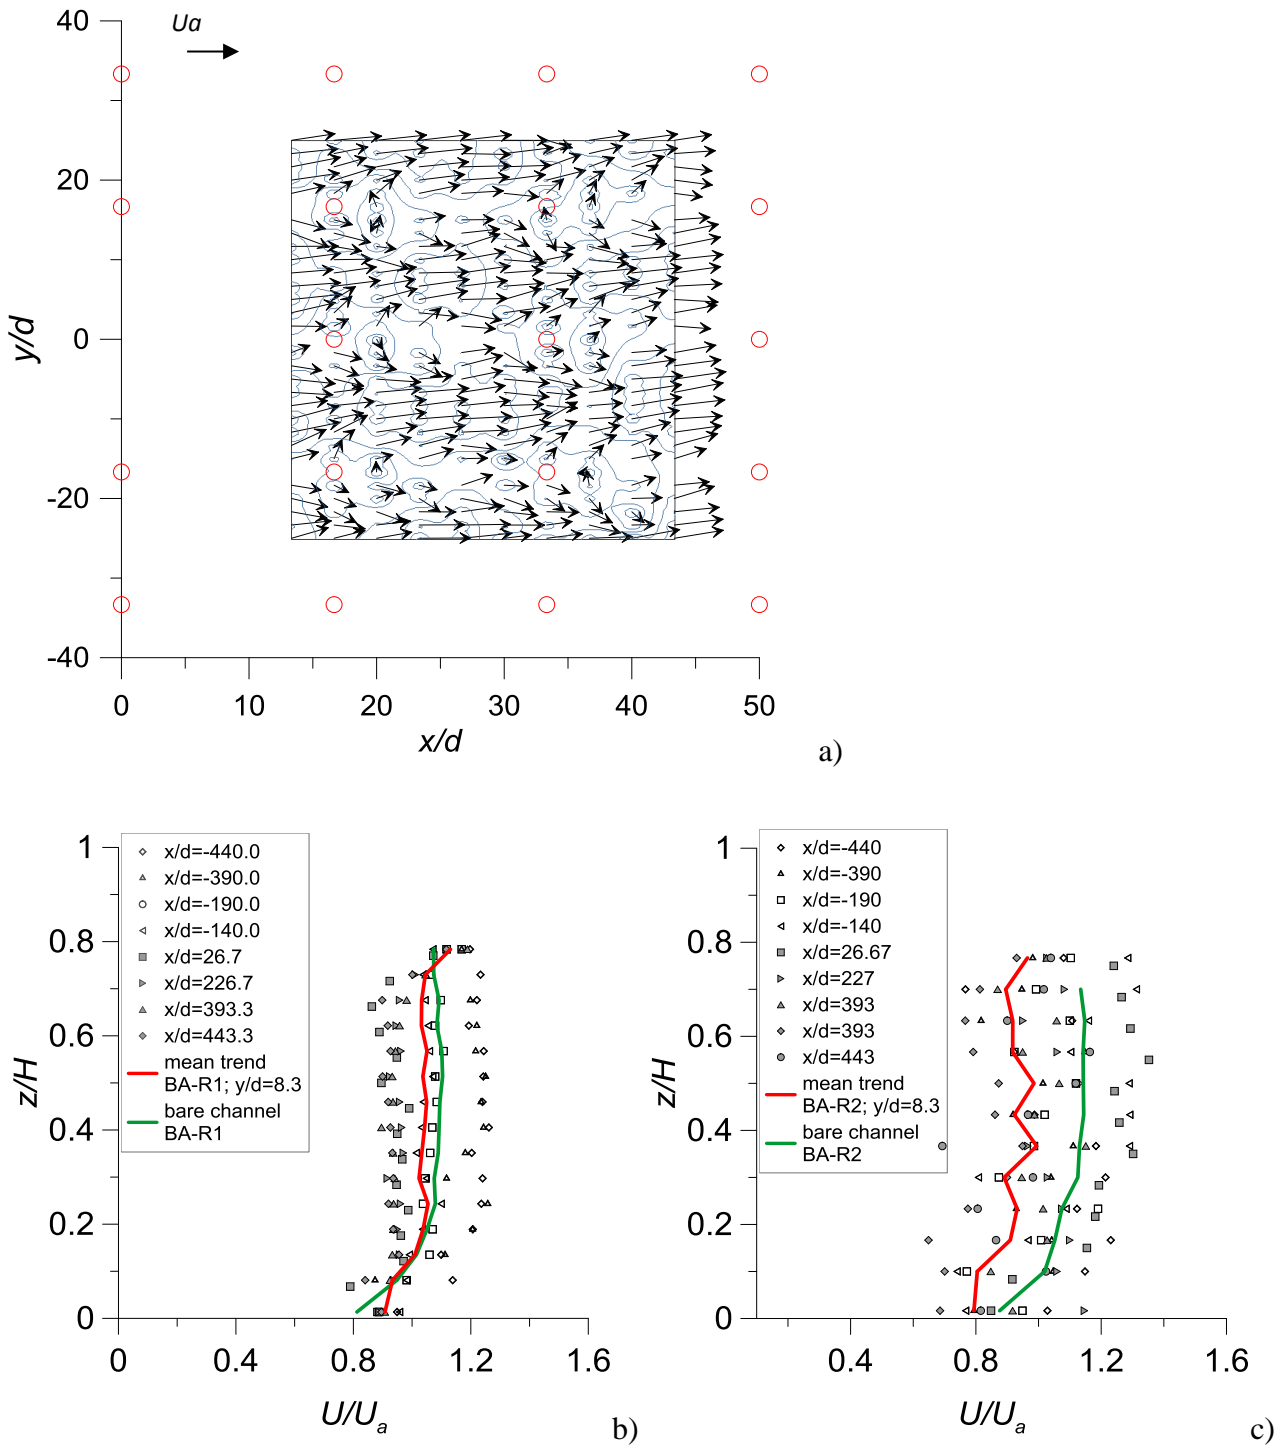 40
Ua
20
y/d
0
-20
-40
0
10
20
30
40
50
x/d
a)
x/d=-440.0
x/d=-390.0
x/d=-190.0
x/d=-140.0
x/d=26.7
x/d=226.7
x/d=393.3
x/d=443.3
mean trend
BA-R1; y/d=8.3
bare channel
BA-R1
1
0.8
0.6
z/H
0.4
0.2
0
0
0.4
0.8
1.2
1.6
U/Ua
b)
x/d=-440
x/d=-390
x/d=-190
x/d=-140
x/d=26.67
x/d=227
x/d=393
x/d=393
x/d=443
mean trend
BA-R2; y/d=8.3
bare channel
BA-R2
1
0.8
0.6
z/H
0.4
0.2
0
0.4
0.8
1.2
1.6
U/Ua
c)